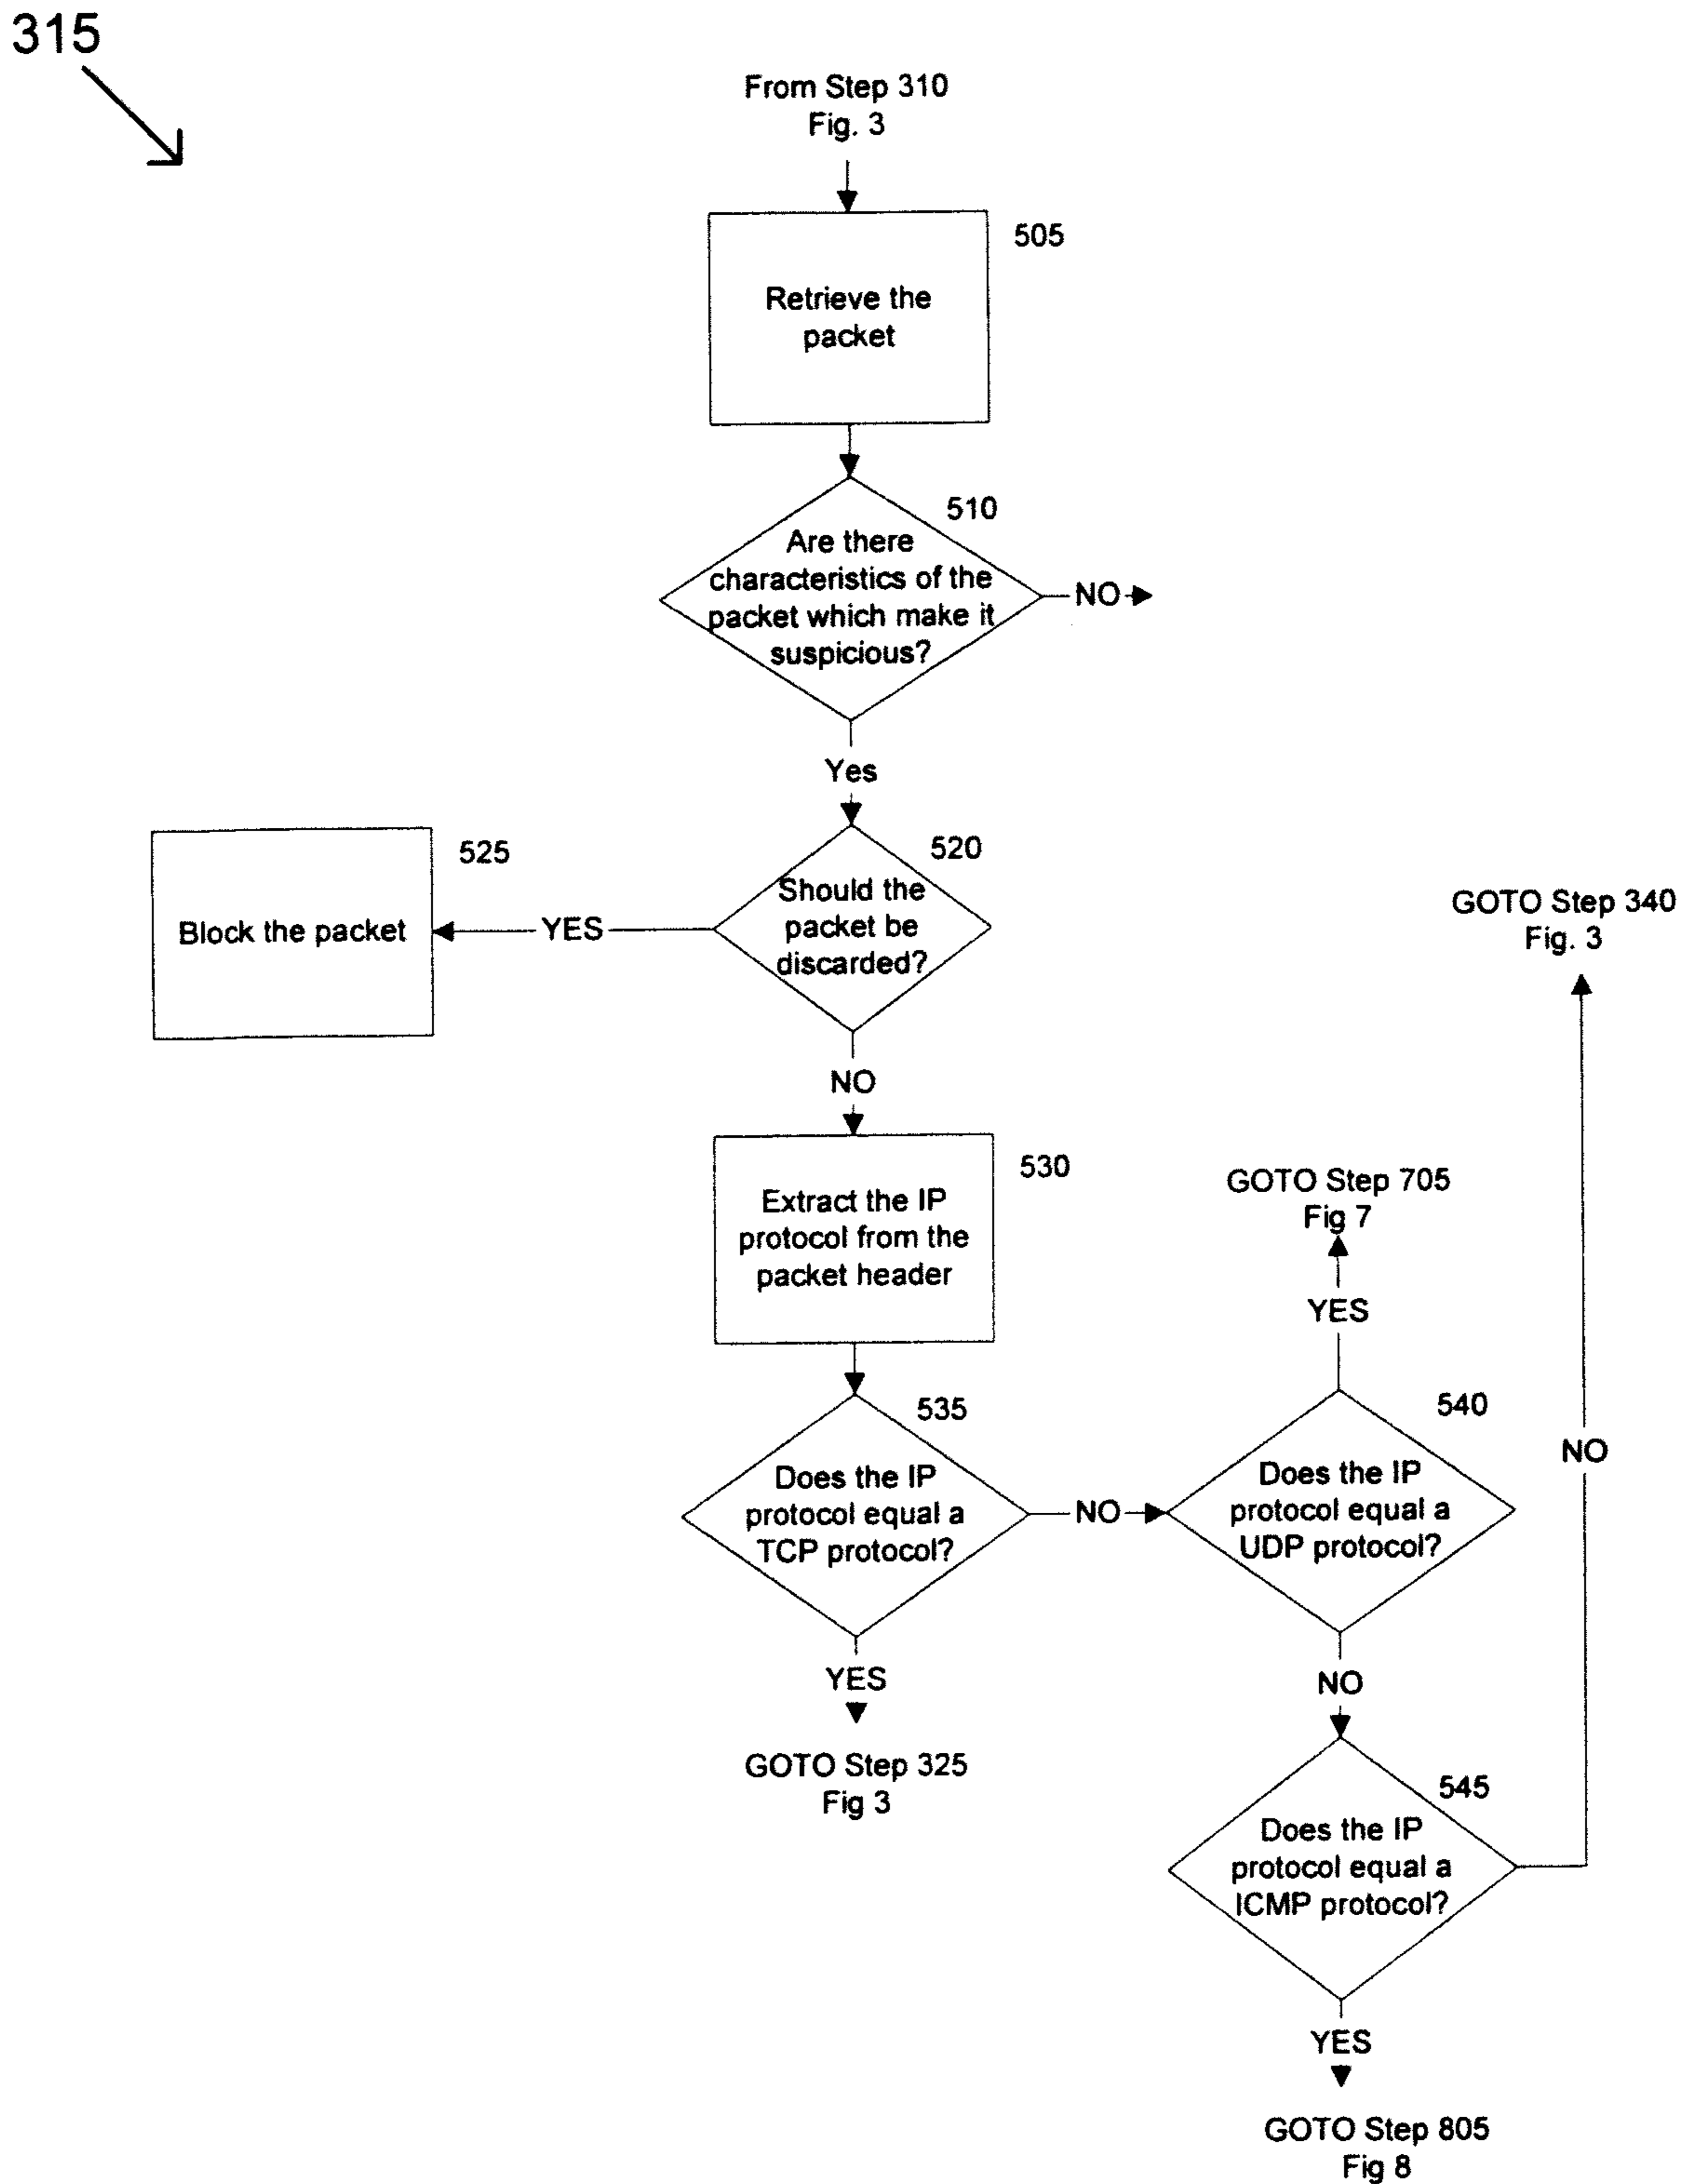 315
From Step 310
Fig. 3
505
Retrieve the
packet
510
Are there
characteristics of the
packet which make it
suspicious?
NO
Yes
520
Should the
packet be
discarded?
YES
525
Block the packet
NO
530
Extract the IP
protocol from the
packet header
535
Does the IP
protocol equal a
TCP protocol?
YES
GOTO Step 325
Fig 3
NO
540
Does the IP
protocol equal a
UDP protocol?
YES
GOTO Step 705
Fig 7
NO
545
Does the IP
protocol equal a
ICMP protocol?
NO
GOTO Step 340
Fig. 3
YES
GOTO Step 805
Fig 8